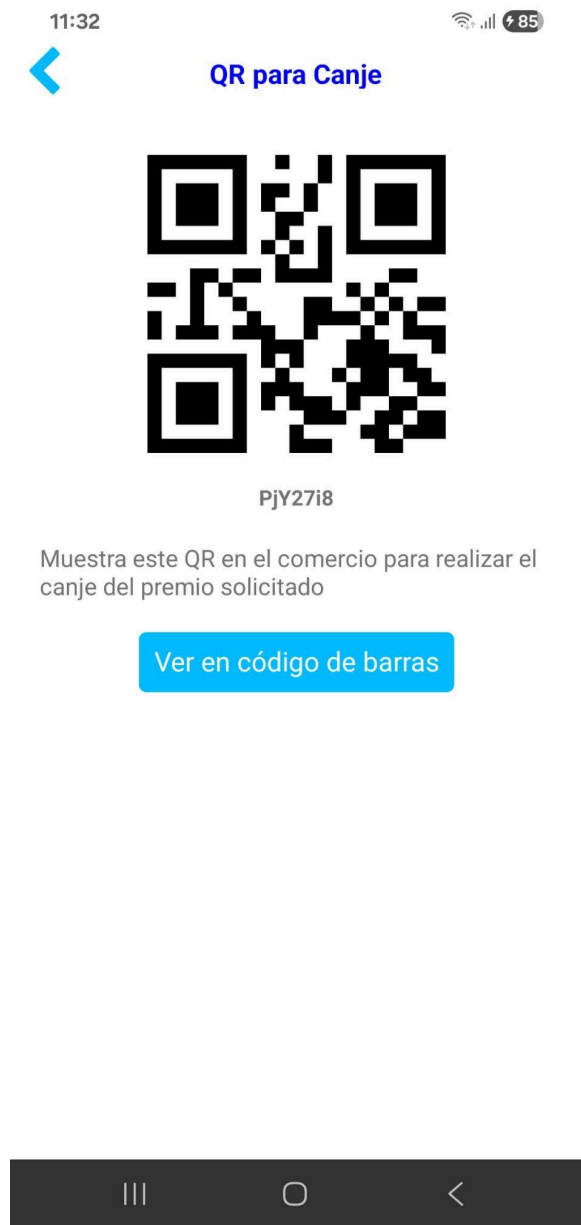 11:32
85
QR para Canje
PjY27i8
Muestra este QR en el comercio para realizar el
canje del premio solicitado
Ver en código de barras